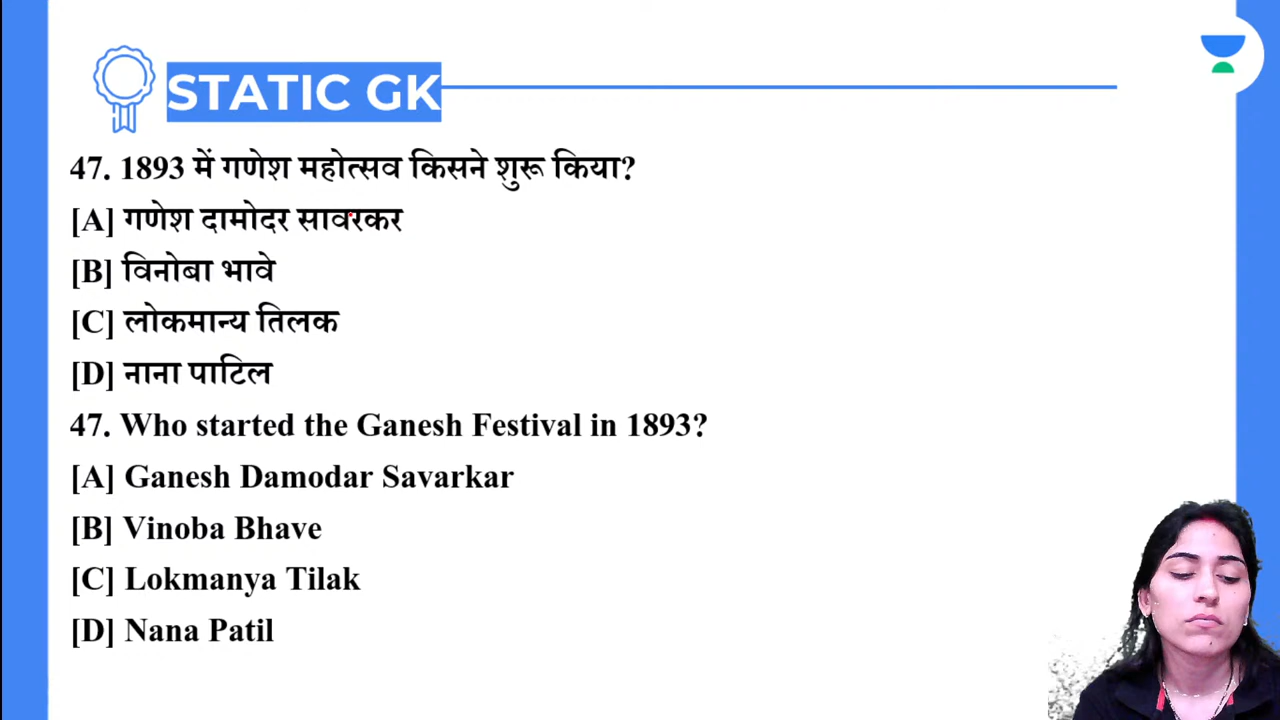 STATIC GK
47. 1893 में गणेश महोत्सव किसने शुरू किया?
[A] गणेश दामोदर सावरकर
[B] विनोबा भावे
[C] लोकमान्य तिलक
[D] नाना पाटिल
47. Who started the Ganesh Festival in 1893?
[A] Ganesh Damodar Savarkar
[B] Vinoba Bhave
[C] Lokmanya Tilak
[D] Nana Patil